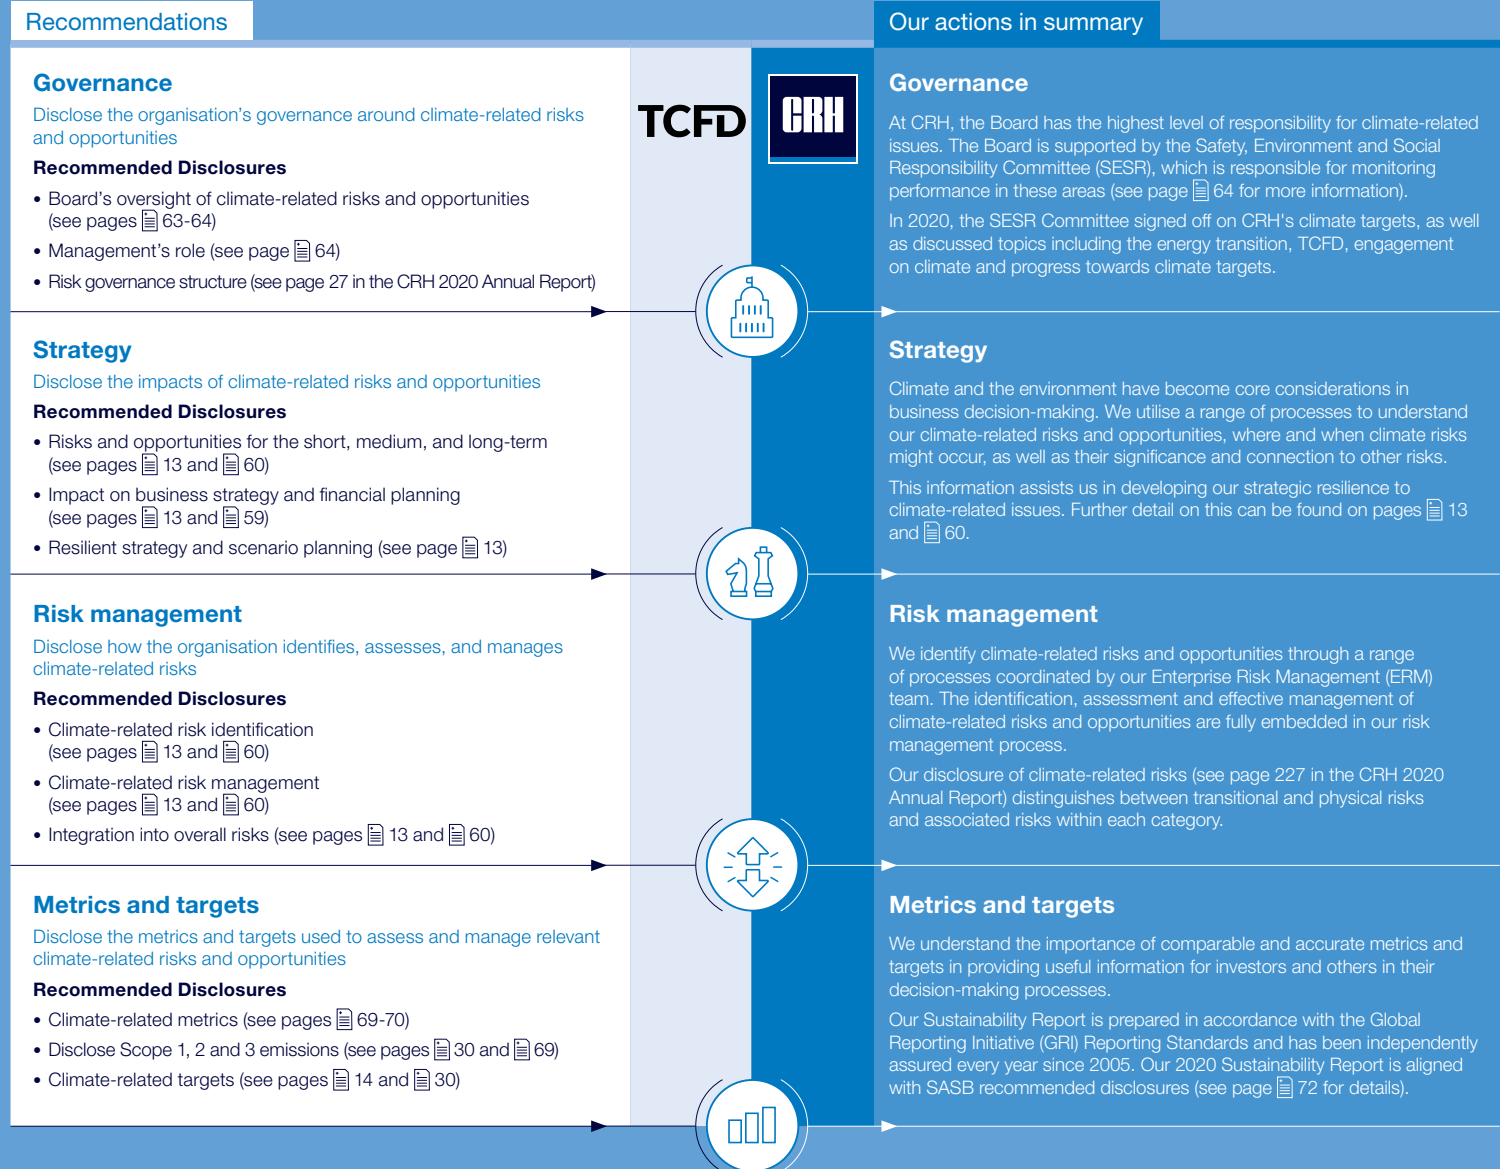 Recommendations
Governance
Disclose the organisation's governance around climate-related risks
and opportunities
Recommended Disclosures
• Board's oversight of climate-related risks and opportunities
(see pages 63-64)
• Management's role (see page 64)
• Risk governance structure (see page 27 in the CRH 2020 Annual Report)
Strategy
Disclose the impacts of climate-related risks and opportunities
Recommended Disclosures
• Risks and opportunities for the short, medium, and long-term
(see pages 13 and 60)
• Impact on business strategy and financial planning
(see pages 13 and 59)
• Resilient strategy and scenario planning (see page 13)
Risk management
Disclose how the organisation identifies, assesses, and manages
climate-related risks
Recommended Disclosures
• Climate-related risk identification
(see pages 13 and 60)
• Climate-related risk management
(see pages 13 and 60)
• Integration into overall risks (see pages 13 and 60)
Metrics and targets
Disclose the metrics and targets used to assess and manage relevant
climate-related risks and opportunities
Recommended Disclosures
• Climate-related metrics (see pages 69-70)
• Disclose Scope 1, 2 and 3 emissions (see pages 30 and 69)
• Climate-related targets (see pages 14 and 30)
TCFD
CRH
Our actions in summary
Governance
At CRH, the Board has the highest level of responsibility for climate-related
issues. The Board is supported by the Safety, Environment and Social
Responsibility Committee (SESR), which is responsible for monitoring
performance in these areas (see page 64 for more information).
In 2020, the SESR Committee signed off on CRH's climate targets, as well
as discussed topics including the energy transition, TCFD, engagement
on climate and progress towards climate targets.
Strategy
Climate and the environment have become core considerations in
business decision-making. We utilise a range of processes to understand
our climate-related risks and opportunities, where and when climate risks
might occur, as well as their significance and connection to other risks.
This information assists us in developing our strategic resilience to
climate-related issues. Further detail on this can be found on pages 13
and 60.
Risk management
We identify climate-related risks and opportunities through a range
of processes coordinated by our Enterprise Risk Management (ERM)
team. The identification, assessment and effective management of
climate-related risks and opportunities are fully embedded in our risk
management process.
Our disclosure of climate-related risks (see page 227 in the CRH 2020
Annual Report) distinguishes between transitional and physical risks
and associated risks within each category.
Metrics and targets
We understand the importance of comparable and accurate metrics and
targets in providing useful information for investors and others in their
decision-making processes.
Our Sustainability Report is prepared in accordance with the Global
Reporting Initiative (GRI) Reporting Standards and has been independently
assured every year since 2005. Our 2020 Sustainability Report is aligned
with SASB recommended disclosures (see page 72 for details).